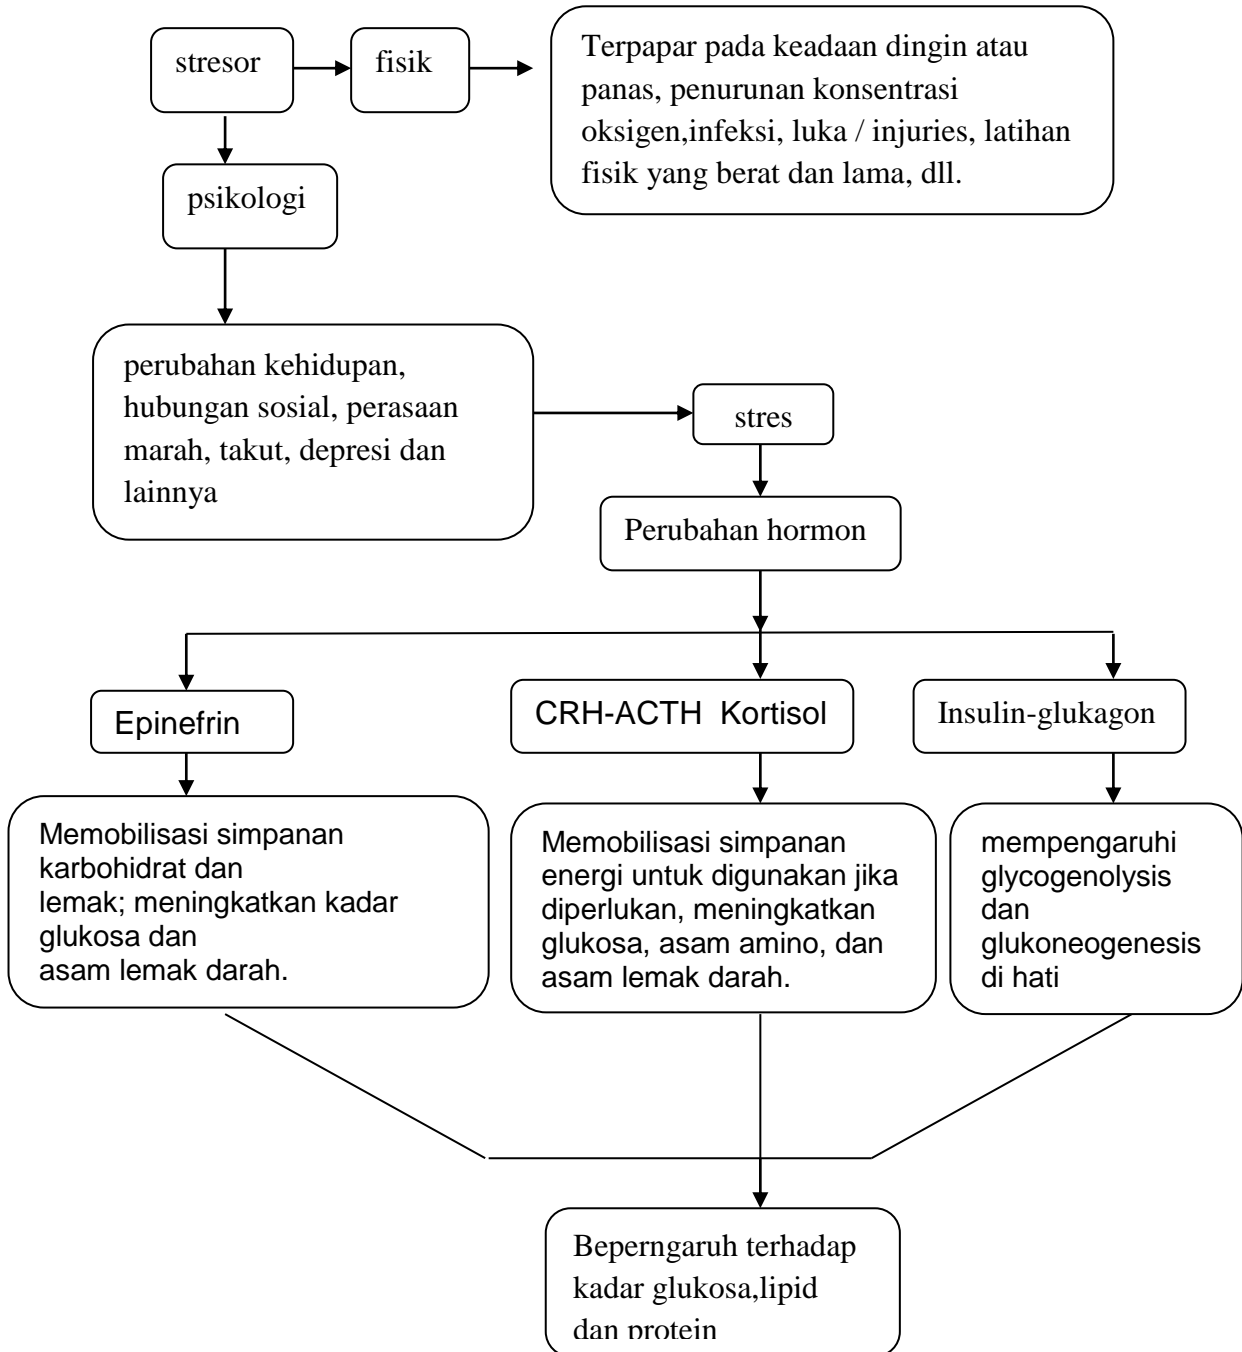 stresor
fisik
Terpapar pada keadaan dingin atau
panas, penurunan konsentrasi
oksigen,infeksi, luka / injuries, latihan
fisik yang berat dan lama, dll.
psikologi
perubahan kehidupan,
hubungan sosial, perasaan
marah, takut, depresi dan
lainnya
stres
Perubahan hormon
Epinefrin
CRH-ACTH  Kortisol
Insulin-glukagon
Memobilisasi simpanan
karbohidrat dan
lemak; meningkatkan kadar
glukosa dan
asam lemak darah.
Memobilisasi simpanan
energi untuk digunakan jika
diperlukan, meningkatkan
glukosa, asam amino, dan
asam lemak darah.
mempengaruhi
glycogenolysis
dan
glukoneogenesis
di hati
Beperngaruh terhadap
kadar glukosa,lipid
dan protein